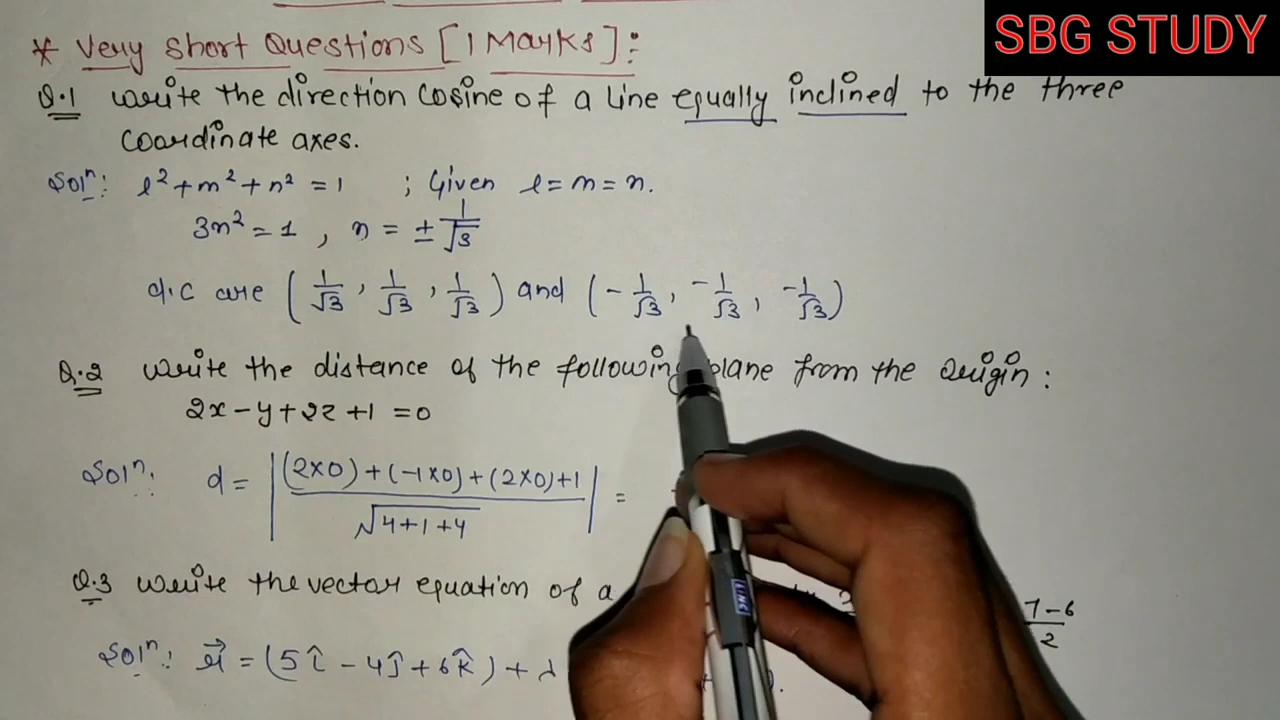 SBG STUDY
* Very Short Questions [1 Marks]:
Q.1 Write the direction Cosine of a line equally inclined to the three
coordinate axes.
Solⁿ: l² + m² + n² = 1 ; Given l = m = n.
3n² = 1 , n = ± 1/√3
d.c are (1/√3, 1/√3, 1/√3) and (-1/√3, -1/√3, -1/√3)
Q.2 Write the distance of the following plane from the origin:
2x - y + 2z + 1 = 0
Solⁿ: d = |(2×0) + (-1×0) + (2×0) + 1 / √4+1+4| =
Q.3 Write the vector equation of a 7-6/2
Solⁿ: r⃗ = (5î - 4ĵ + 6k̂) + λ